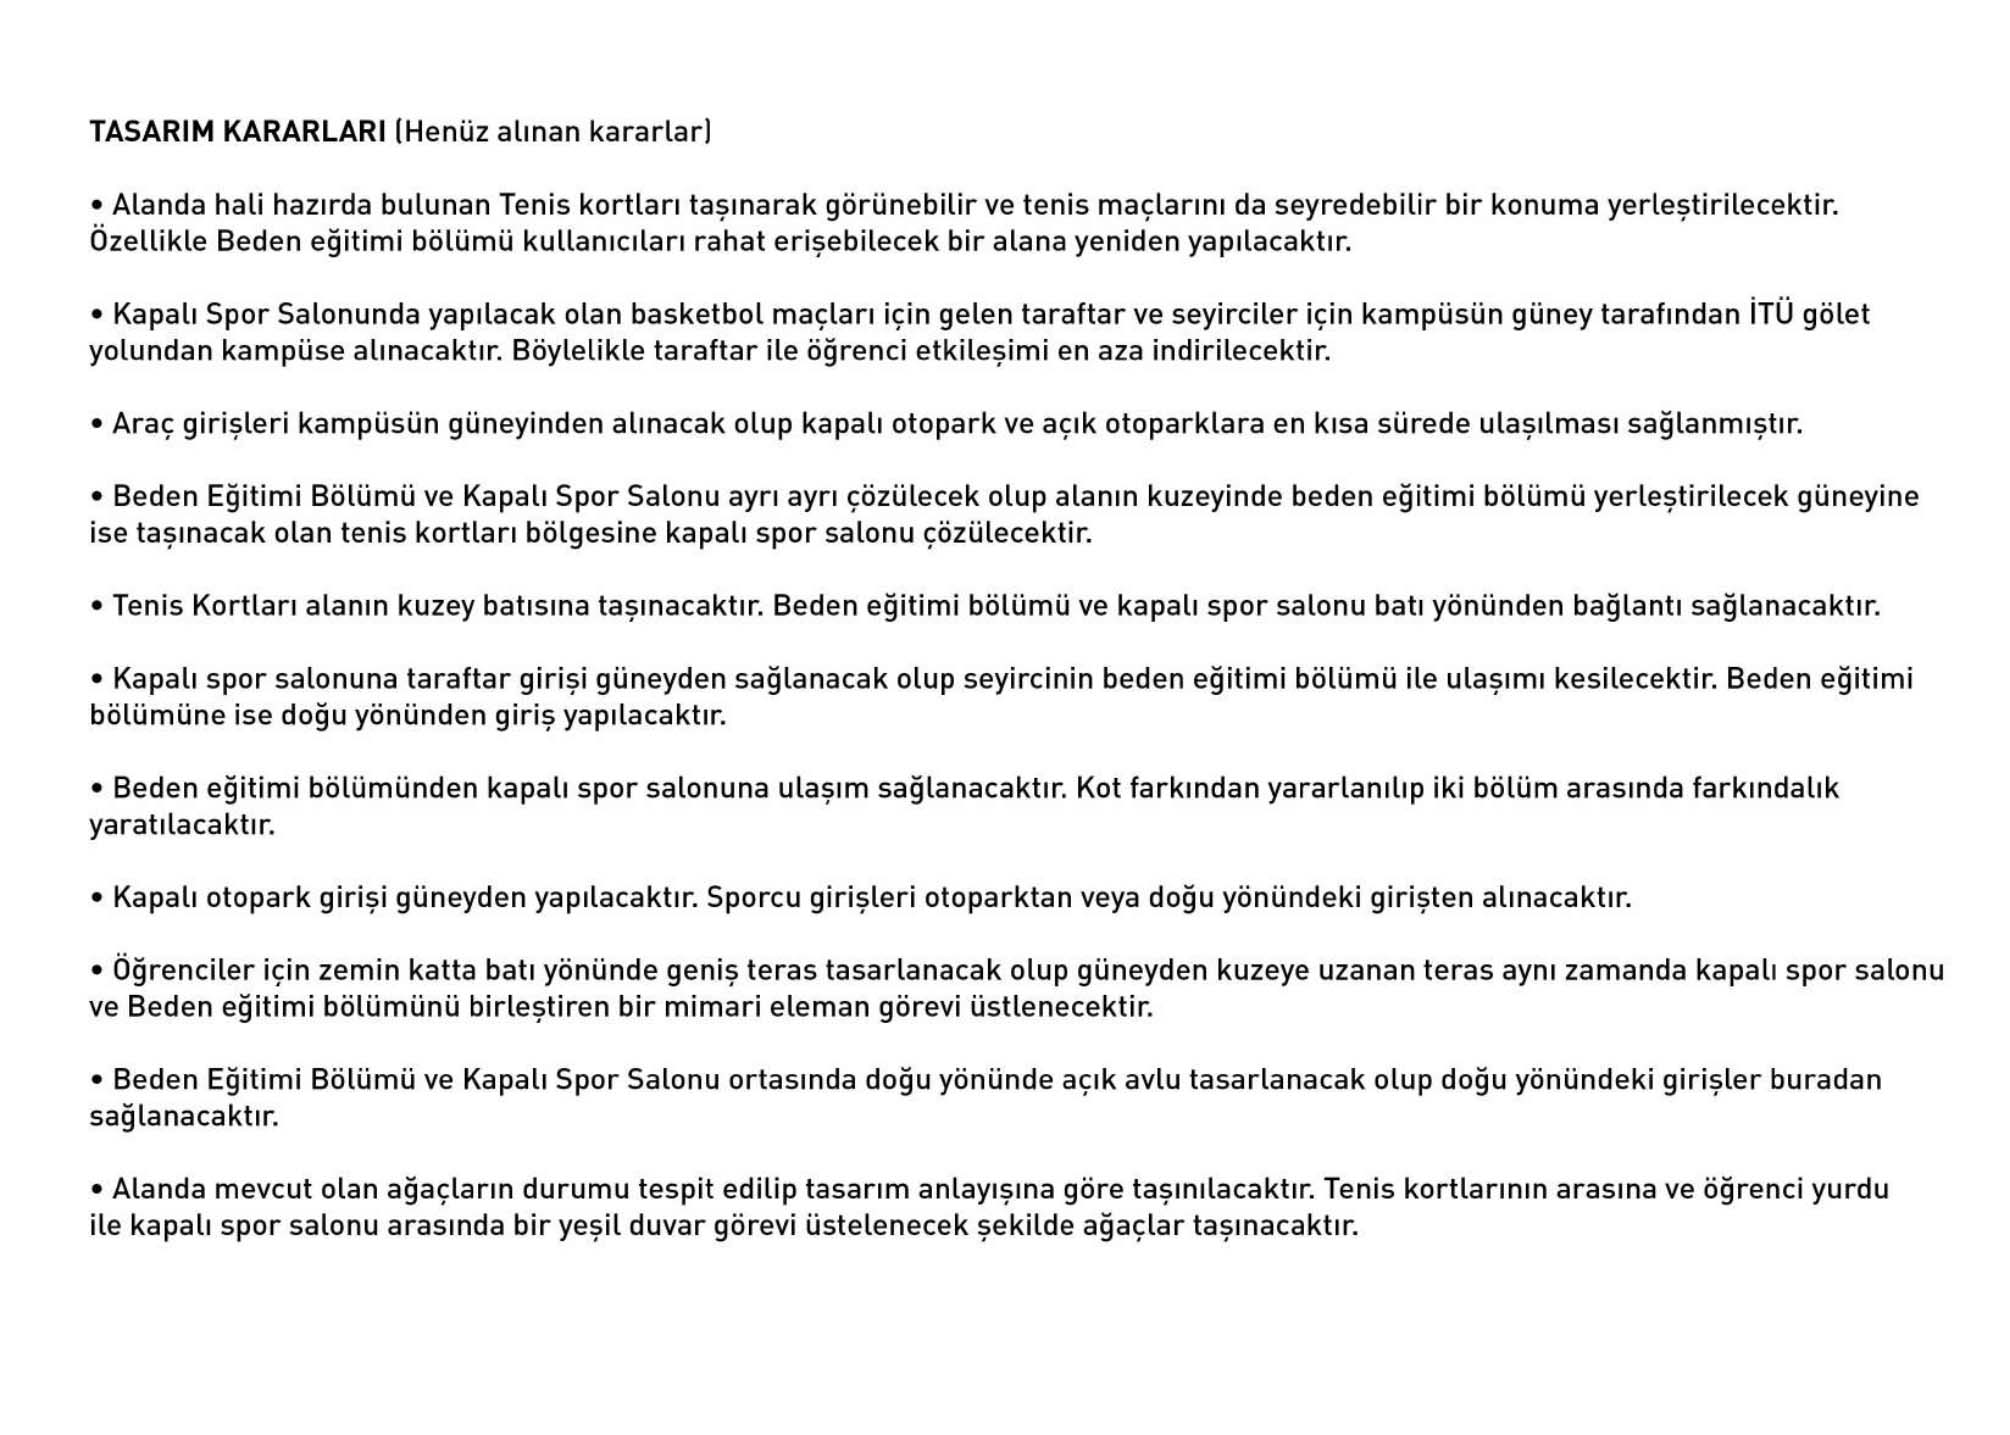 TASARIM KARARLARI (Henüz alınan kararlar)
• Alanda hali hazırda bulunan Tenis kortları taşınarak görünebilir ve tenis maçlarını da seyredebilir bir konuma yerleştirilecektir.
Özellikle Beden eğitimi bölümü kullanıcıları rahat erişebilecek bir alana yeniden yapılacaktır.
• Kapalı Spor Salonunda yapılacak olan basketbol maçları için gelen taraftar ve seyirciler için kampüsün güney tarafından İTÜ gölet
yolundan kampüse alınacaktır. Böylelikle taraftar ile öğrenci etkileşimi en aza indirilecektir.
• Araç girişleri kampüsün güneyinden alınacak olup kapalı otopark ve açık otoparklara en kısa sürede ulaşılması sağlanmıştır.
• Beden Eğitimi Bölümü ve Kapalı Spor Salonu ayrı ayrı çözülecek olup alanın kuzeyinde beden eğitimi bölümü yerleştirilecek güneyine
ise taşınacak olan tenis kortları bölgesine kapalı spor salonu çözülecektir.
• Tenis Kortları alanın kuzey batısına taşınacaktır. Beden eğitimi bölümü ve kapalı spor salonu batı yönünden bağlantı sağlanacaktır.
• Kapalı spor salonuna taraftar girişi güneyden sağlanacak olup seyircinin beden eğitimi bölümü ile ulaşımı kesilecektir. Beden eğitimi
bölümüne ise doğu yönünden giriş yapılacaktır.
• Beden eğitimi bölümünden kapalı spor salonuna ulaşım sağlanacaktır. Kot farkından yararlanılıp iki bölüm arasında farkındalık
yaratılacaktır.
• Kapalı otopark girişi güneyden yapılacaktır. Sporcu girişleri otoparktan veya doğu yönündeki girişten alınacaktır.
• Öğrenciler için zemin katta batı yönünde geniş teras tasarlanacak olup güneyden kuzeye uzanan teras aynı zamanda kapalı spor salonu
ve Beden eğitimi bölümünü birleştiren bir mimari eleman görevi üstlenecektir.
• Beden Eğitimi Bölümü ve Kapalı Spor Salonu ortasında doğu yönünde açık avlu tasarlanacak olup doğu yönündeki girişler buradan
sağlanacaktır.
• Alanda mevcut olan ağaçların durumu tespit edilip tasarım anlayışına göre taşınılacaktır. Tenis kortlarının arasına ve öğrenci yurdu
ile kapalı spor salonu arasında bir yeşil duvar görevi üstelenecek şekilde ağaçlar taşınacaktır.